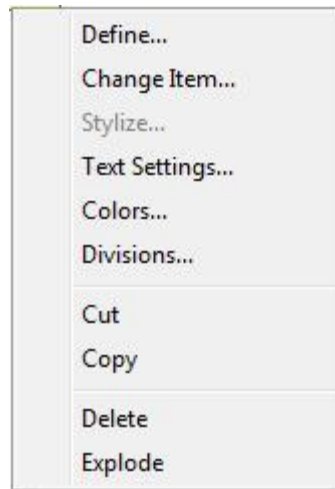 Define...
Change Item...
Stylize...
Text Settings...
Colors...
Divisions...
Cut
Copy
Delete
Explode